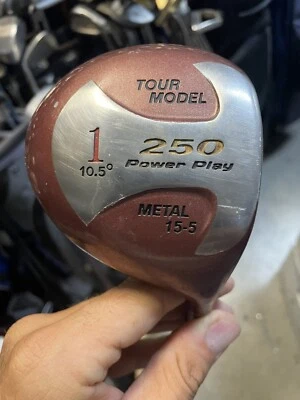 TOUR
MODEL
1
10.5°
250
Power Play
METAL
15-5